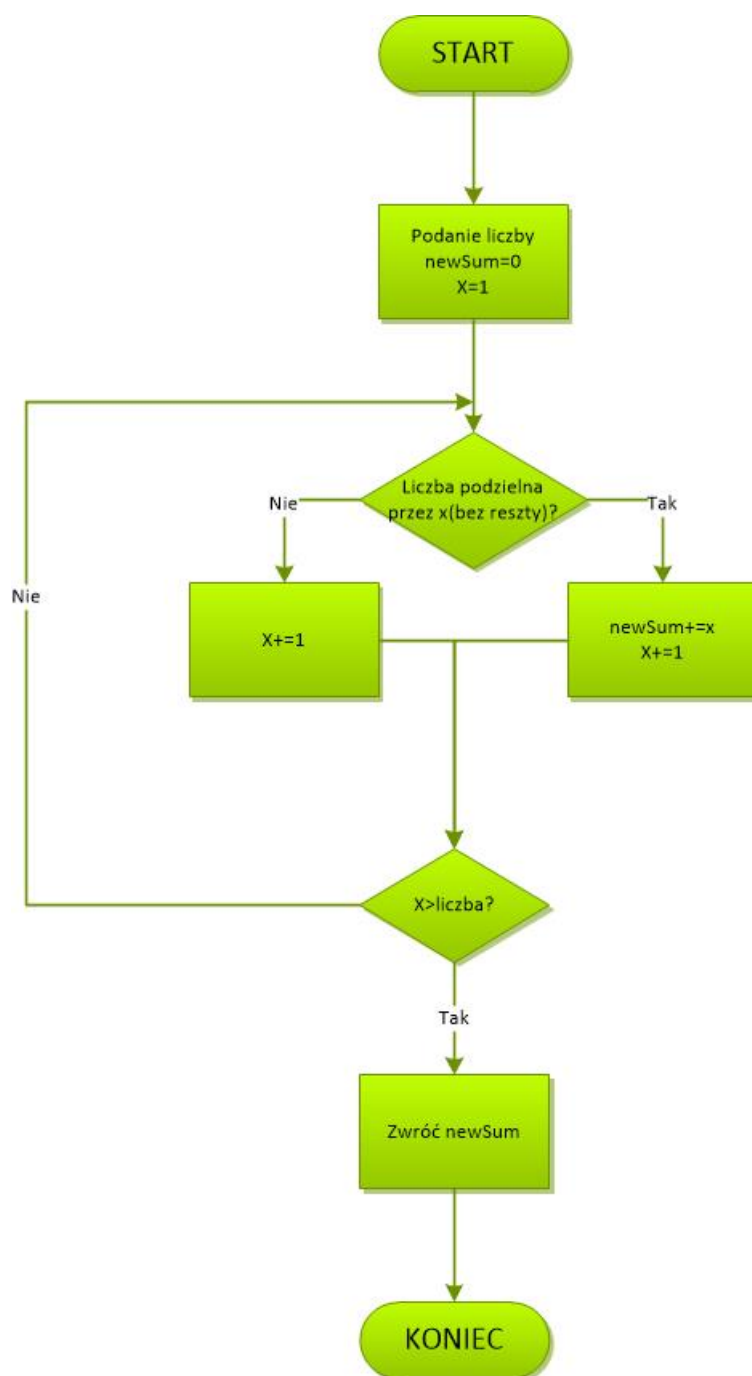 START
Podanie liczby
newSum=0
X=1
Liczba podzielna
przez x(bez reszty)?
Nie
Tak
Nie
X+=1
newSum+=x
X+=1
X>liczba?
Tak
Zwróć newSum
KONIEC